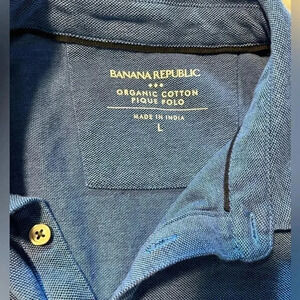 BANANA REPUBLIC
ORGANIC COTTON
PIQUE POLO
MADE IN INDIA
L